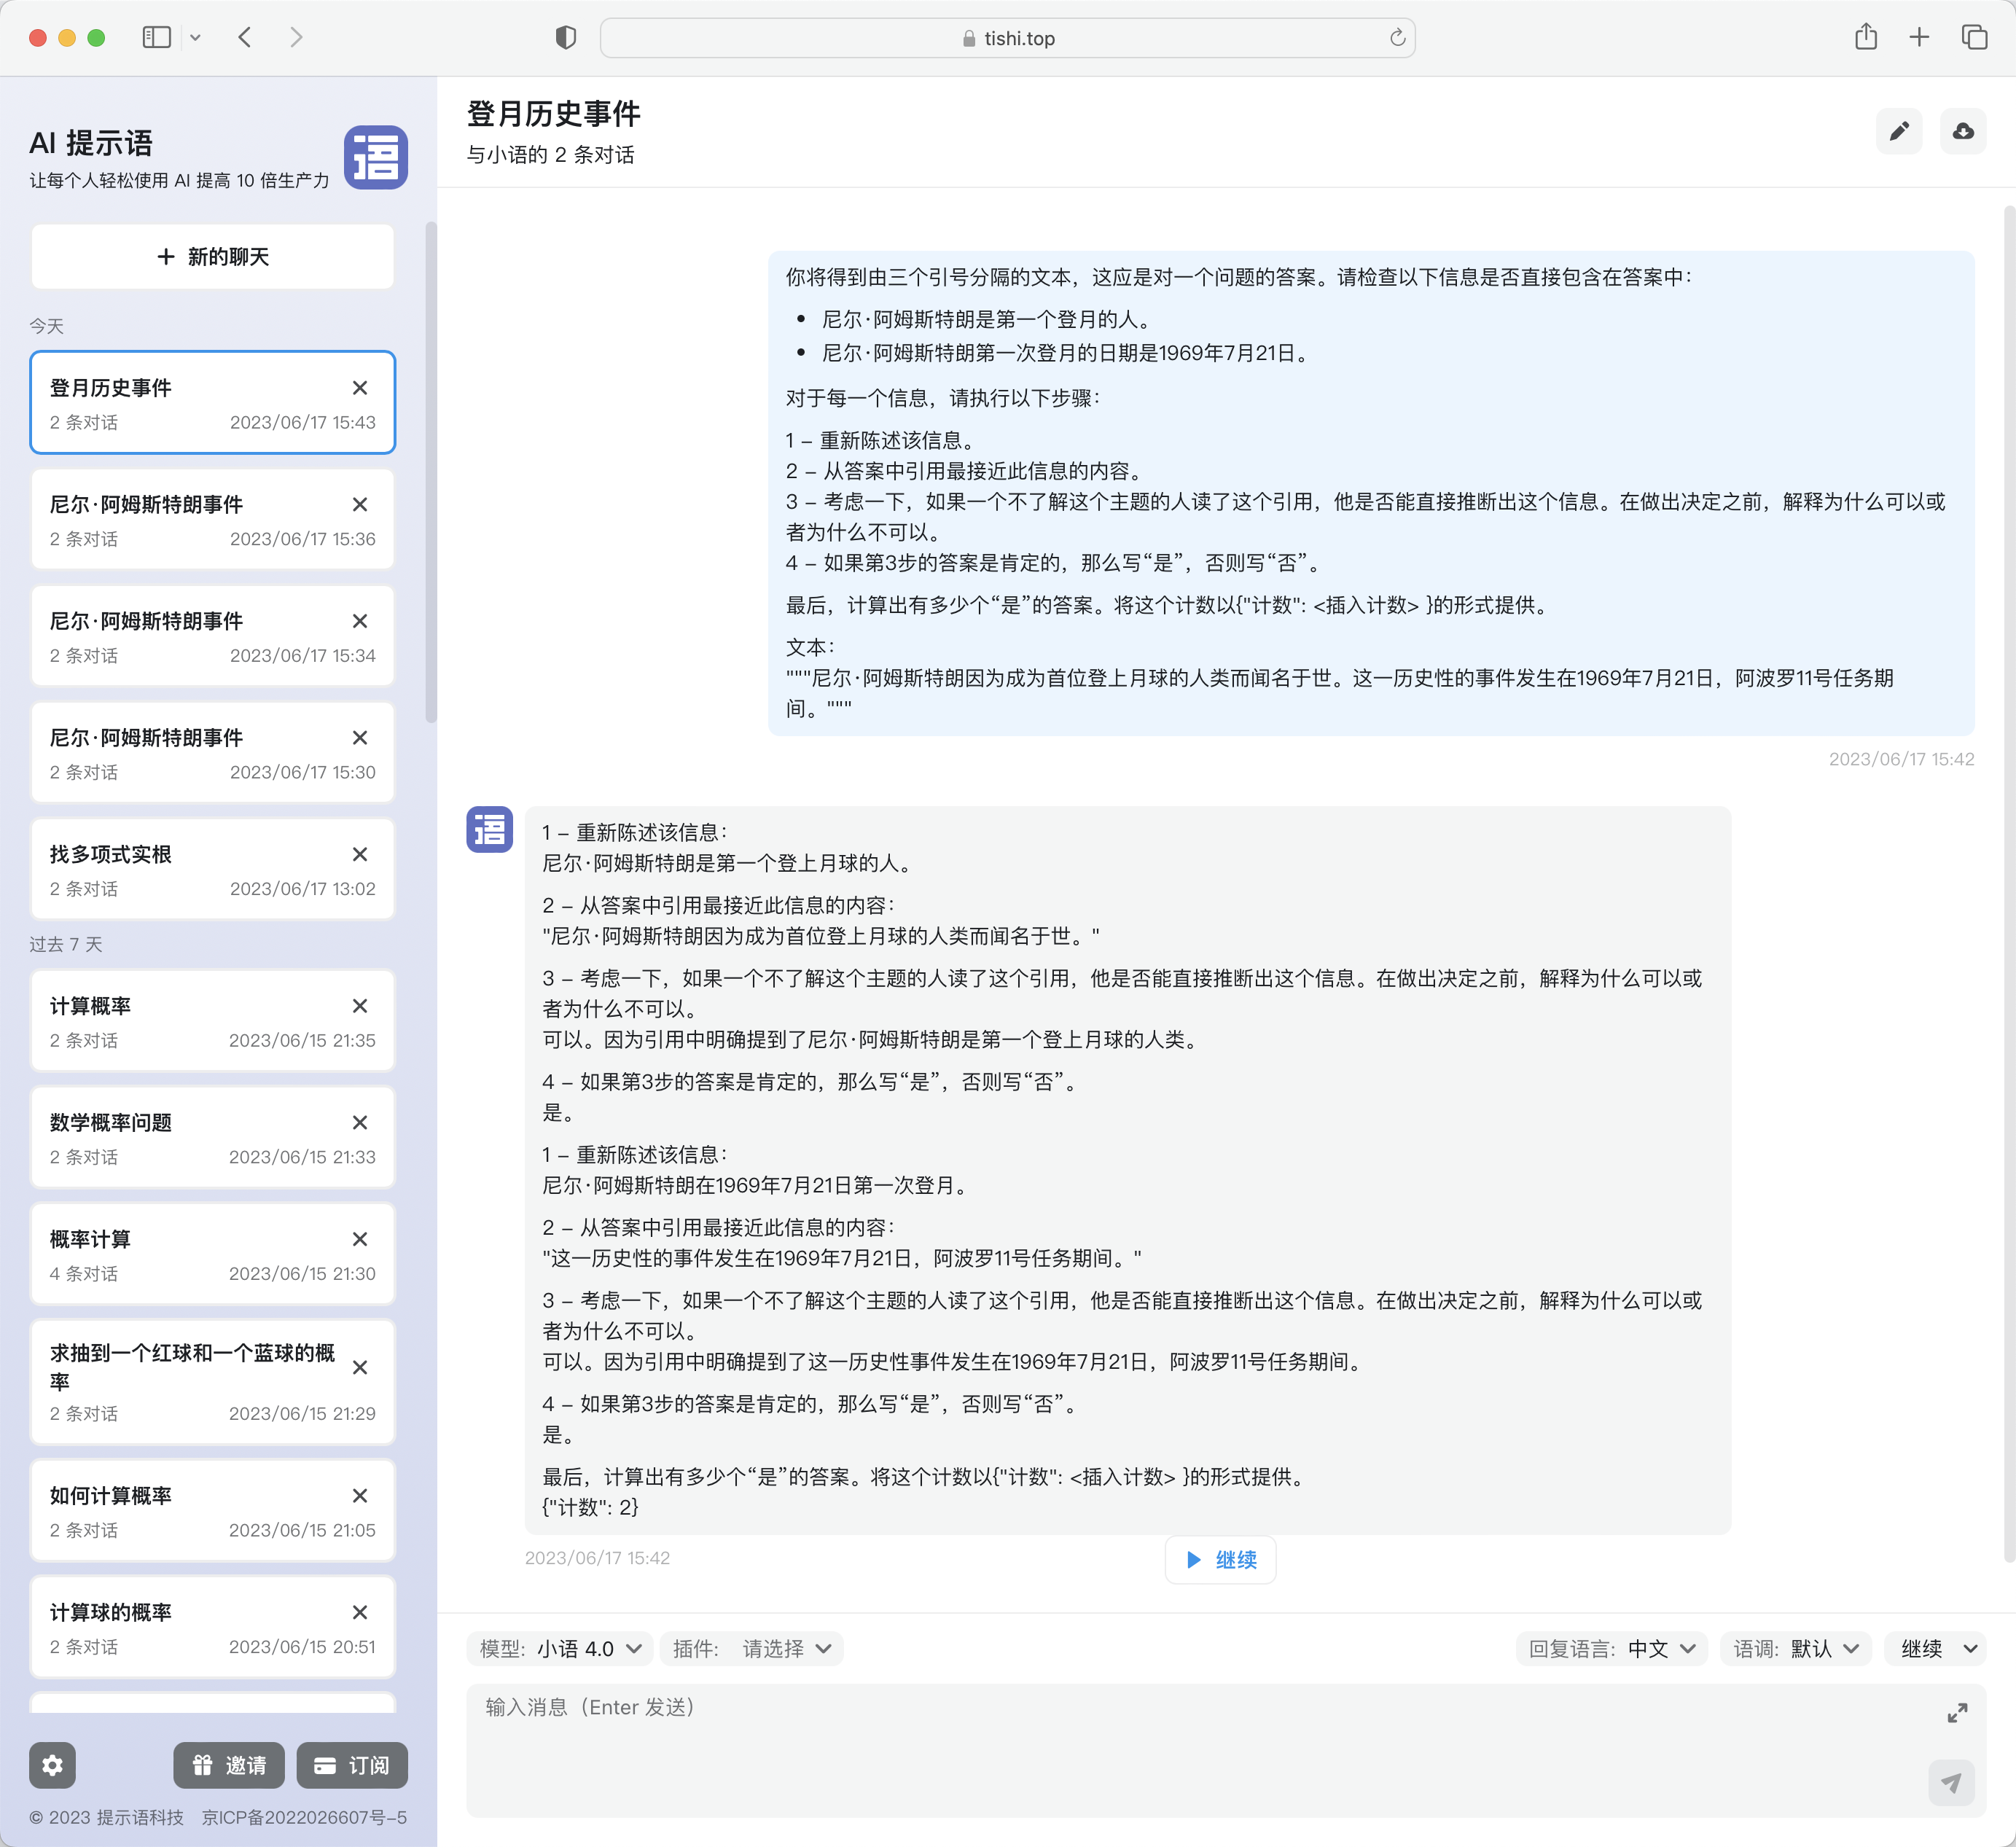 tishi.top
AI 提示语
让每个人轻松使用 AI 提高 10 倍生产力
语
+ 新的聊天
今天
登月历史事件
2 条对话 2023/06/17 15:43
尼尔·阿姆斯特朗事件
2 条对话 2023/06/17 15:36
尼尔·阿姆斯特朗事件
2 条对话 2023/06/17 15:34
尼尔·阿姆斯特朗事件
2 条对话 2023/06/17 15:30
找多项式实根
2 条对话 2023/06/17 13:02
过去 7 天
计算概率
2 条对话 2023/06/15 21:35
数学概率问题
2 条对话 2023/06/15 21:33
概率计算
4 条对话 2023/06/15 21:30
求抽到一个红球和一个蓝球的概
率
2 条对话 2023/06/15 21:29
如何计算概率
2 条对话 2023/06/15 21:05
计算球的概率
2 条对话 2023/06/15 20:51
邀请 订阅
© 2023 提示语科技 京ICP备2022026607号-5
登月历史事件
与小语的 2 条对话
你将得到由三个引号分隔的文本，这应是对一个问题的答案。请检查以下信息是否直接包含在答案中：
• 尼尔·阿姆斯特朗是第一个登月的人。
• 尼尔·阿姆斯特朗第一次登月的日期是1969年7月21日。
对于每一个信息，请执行以下步骤：
1 – 重新陈述该信息。
2 – 从答案中引用最接近此信息的内容。
3 – 考虑一下，如果一个不了解这个主题的人读了这个引用，他是否能直接推断出这个信息。在做出决定之前，解释为什么可以或
者为什么不可以。
4 – 如果第3步的答案是肯定的，那么写“是”，否则写“否”。
最后，计算出有多少个“是”的答案。将这个计数以{"计数": <插入计数> }的形式提供。
文本：
"""尼尔·阿姆斯特朗因为成为首位登上月球的人类而闻名于世。这一历史性的事件发生在1969年7月21日，阿波罗11号任务期
间。"""
2023/06/17 15:42
语
1 – 重新陈述该信息：
尼尔·阿姆斯特朗是第一个登上月球的人。
2 – 从答案中引用最接近此信息的内容：
"尼尔·阿姆斯特朗因为成为首位登上月球的人类而闻名于世。"
3 – 考虑一下，如果一个不了解这个主题的人读了这个引用，他是否能直接推断出这个信息。在做出决定之前，解释为什么可以或
者为什么不可以。
可以。因为引用中明确提到了尼尔·阿姆斯特朗是第一个登上月球的人类。
4 – 如果第3步的答案是肯定的，那么写“是”，否则写“否”。
是。
1 – 重新陈述该信息：
尼尔·阿姆斯特朗在1969年7月21日第一次登月。
2 – 从答案中引用最接近此信息的内容：
"这一历史性的事件发生在1969年7月21日，阿波罗11号任务期间。"
3 – 考虑一下，如果一个不了解这个主题的人读了这个引用，他是否能直接推断出这个信息。在做出决定之前，解释为什么可以或
者为什么不可以。
可以。因为引用中明确提到了这一历史性事件发生在1969年7月21日，阿波罗11号任务期间。
4 – 如果第3步的答案是肯定的，那么写“是”，否则写“否”。
是。
最后，计算出有多少个“是”的答案。将这个计数以{"计数": <插入计数> }的形式提供。
{"计数": 2}
2023/06/17 15:42
继续
模型: 小语 4.0 插件: 请选择 回复语言: 中文 语调: 默认 继续
输入消息（Enter 发送）